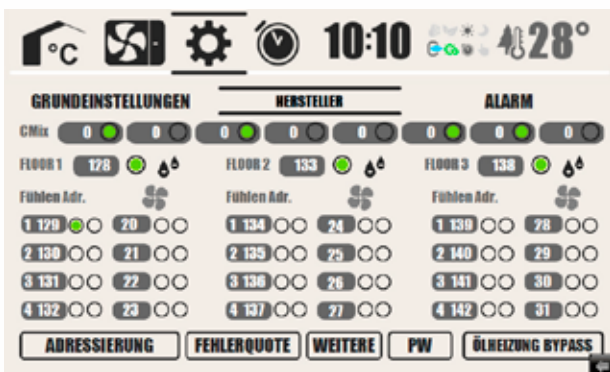 °C 10:10 28°
GRUNDEINSTELLUNGEN HERSTELLER ALARM
CMix 0 0 0 0 0 0 0 0
FLOOR 1 128 FLOOR 2 133 FLOOR 3 138
Fühlen Adr. Fühlen Adr. Fühlen Adr.
1 129 20 1 134 24 1 139 28
2 130 21 2 135 25 2 140 29
3 131 22 3 136 26 3 141 30
4 132 23 4 137 27 4 142 31
ADRESSIERUNG FEHLERQUOTE WEITERE PW ÖLHEIZUNG BYPASS